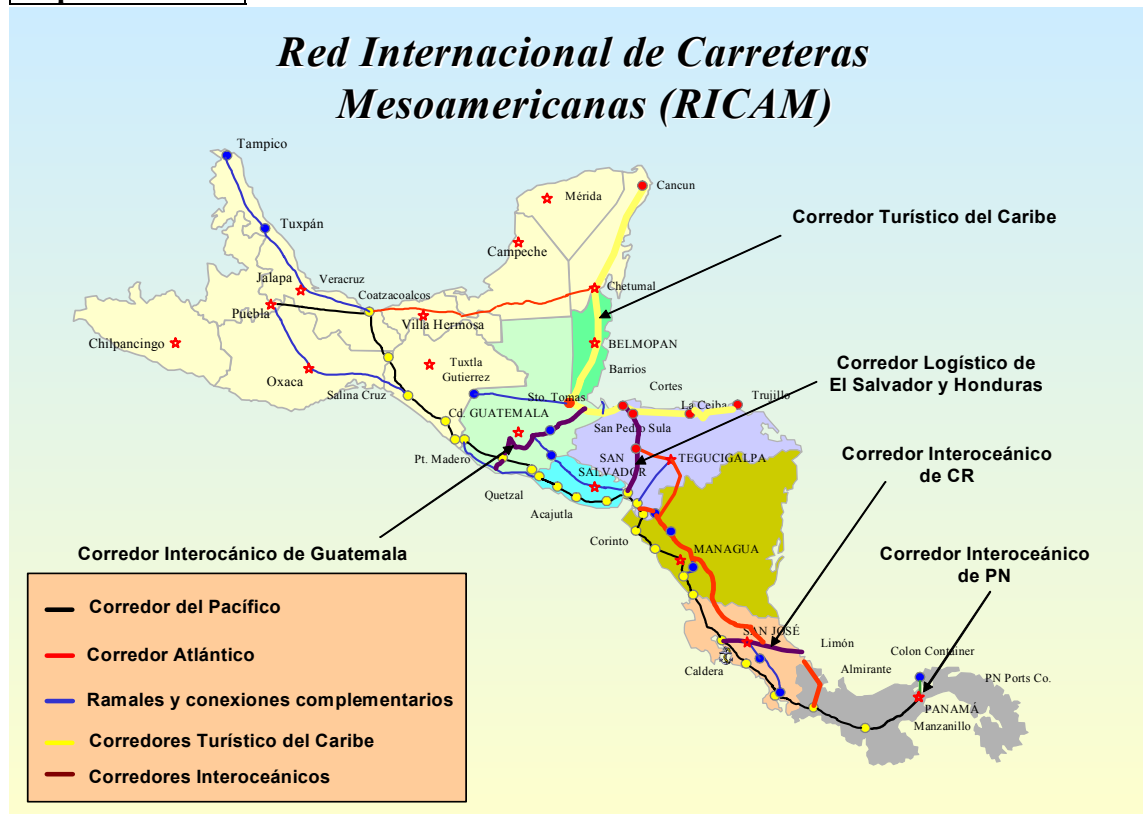 Red Internacional de Carreteras
Mesoamericanas (RICAM)
Tampico
Mérida
Cancun
Corredor Turístico del Caribe
Tuxpán
Campeche
Jalapa
Veracruz
Chetumal
Coatzacoalcos
Puebla
Villa Hermosa
Chilpancingo
BELMOPAN
Tuxtla
Gutierrez
Barrios
Corredor Logístico de
El Salvador y Honduras
Oxaca
Cortes
Salina Cruz
Sto. Tomas
La Ceiba
Trujillo
Cd. GUATEMALA
San Pedro Sula
Pt. Madero
SAN
SALVADOR
TEGUCIGALPA
Corredor Interoceánico
de CR
Quetzal
Acajutla
Corinto
MANAGUA
Corredor Interocánico de Guatemala
Corredor Interoceánico
de PN
Corredor del Pacífico
SAN JOSÉ
Limón
Corredor Atlántico
Colon Container
Caldera
Almirante
PN Ports Co.
Ramales y conexiones complementarios
PANAMÁ
Manzanillo
Corredores Turístico del Caribe
Corredores Interoceánicos